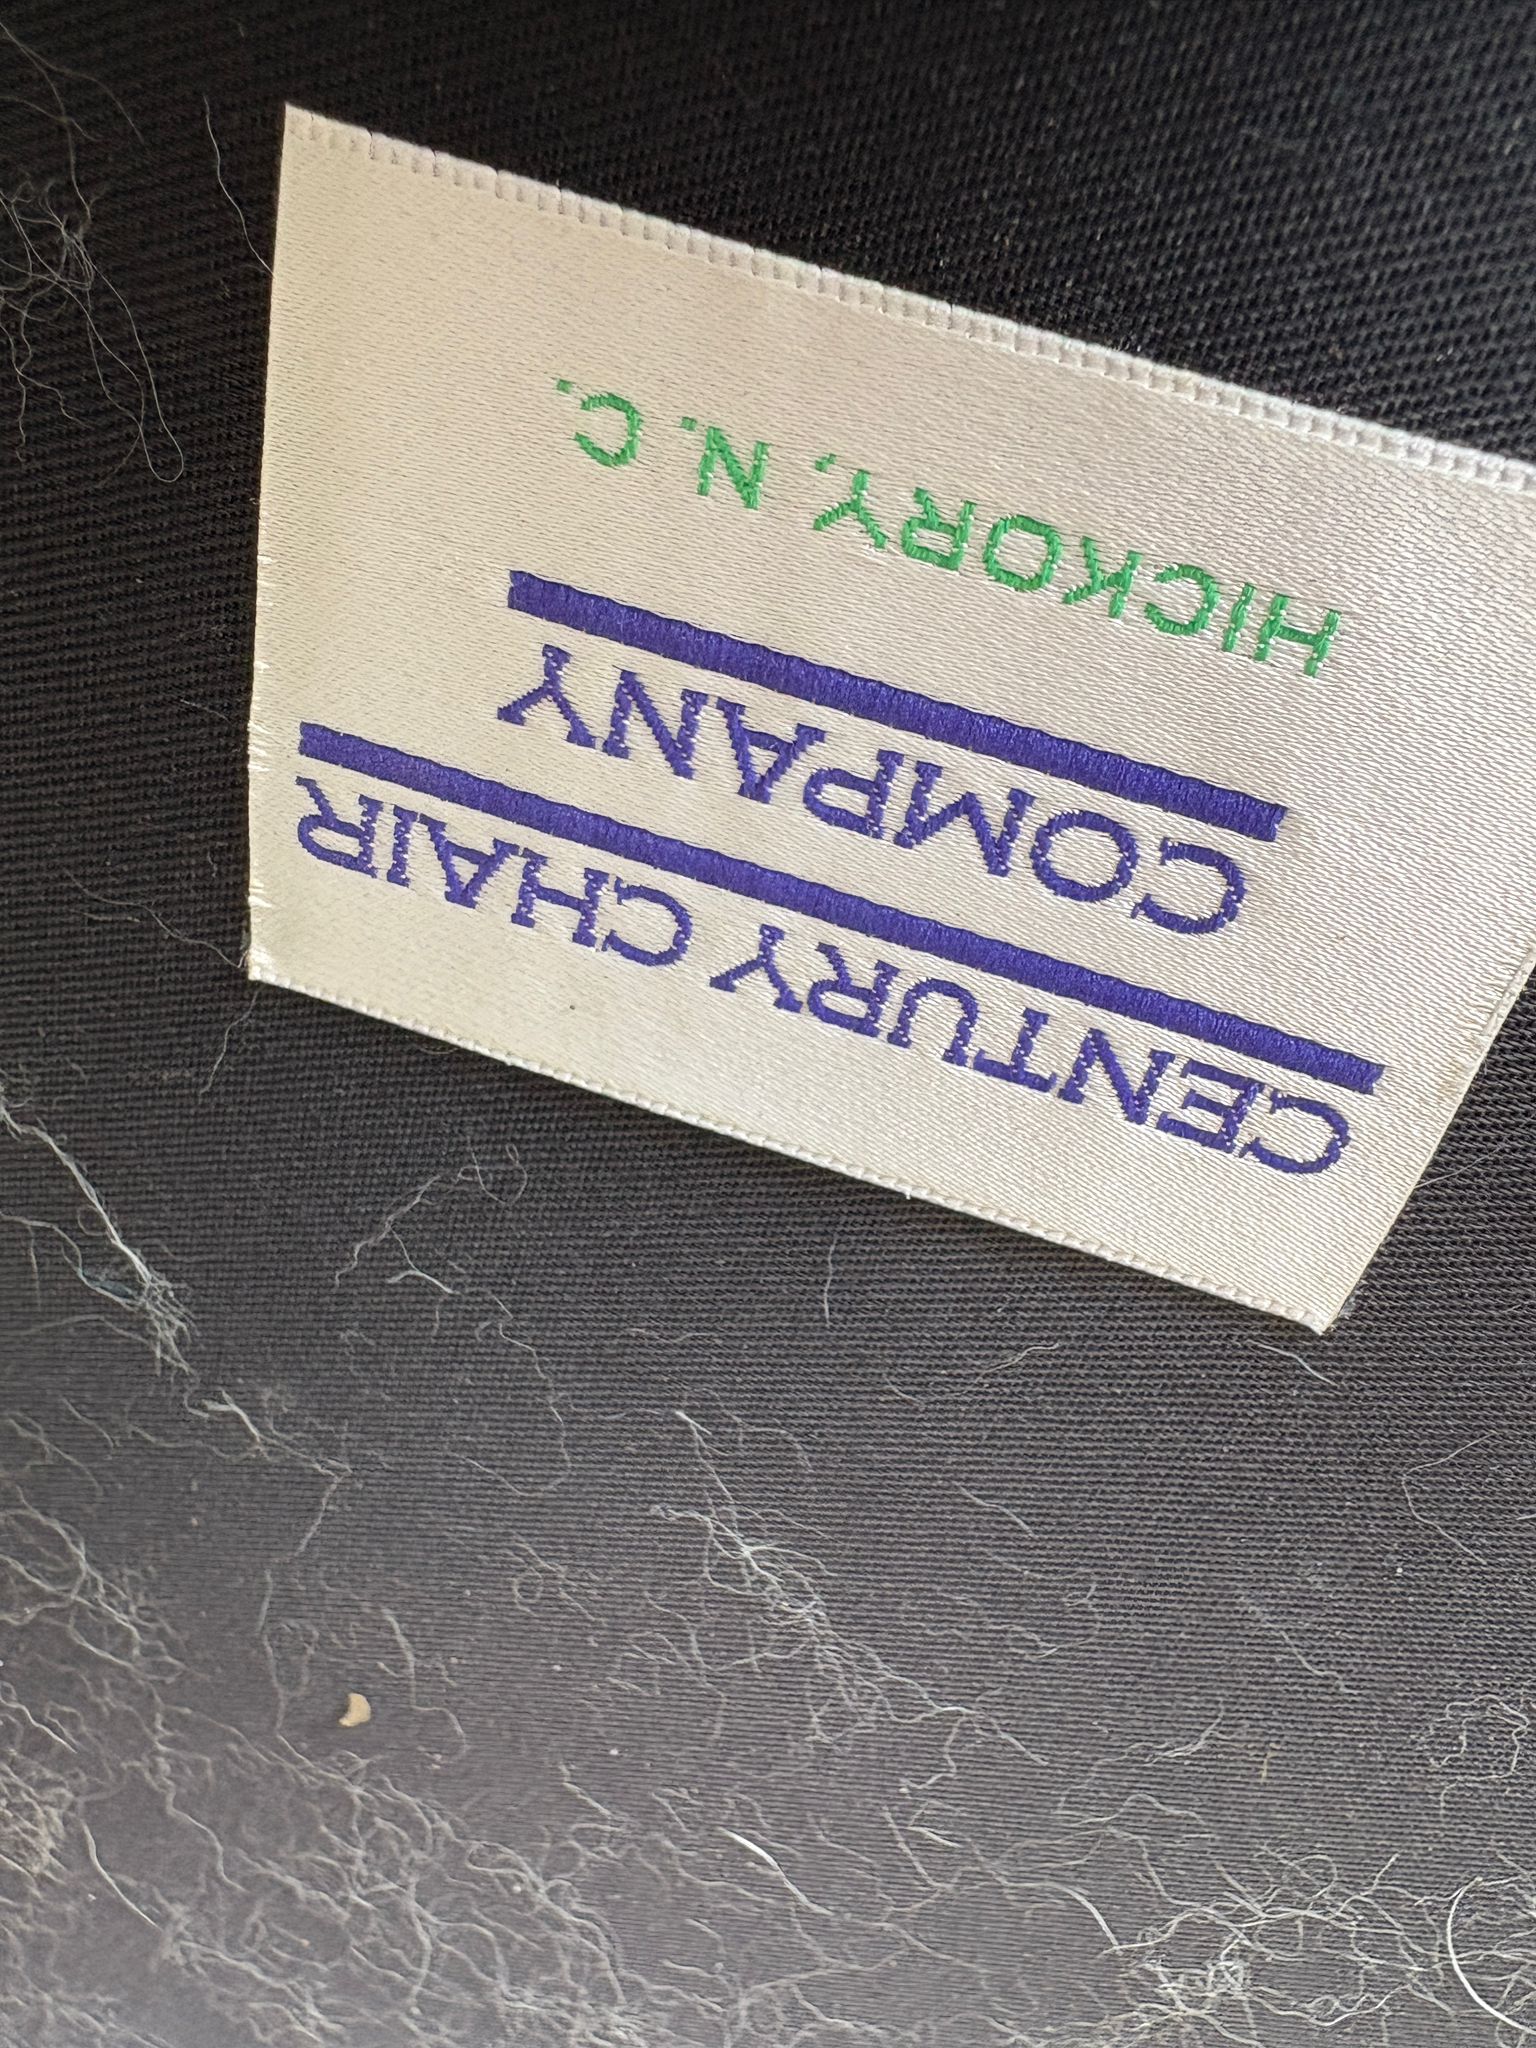 CENTURY CHAIR
COMPANY
HICKORY, N.C.